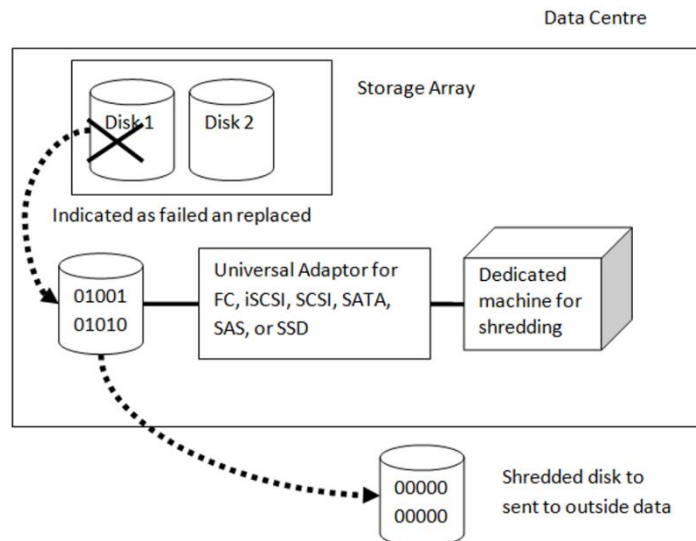 Data Centre
Storage Array
Disk 1
Disk 2
Indicated as failed an replaced
01001
01010
Universal Adaptor for
FC, iSCSI, SCSI, SATA,
SAS, or SSD
Dedicated
machine for
shredding
00000
00000
Shredded disk to
sent to outside data